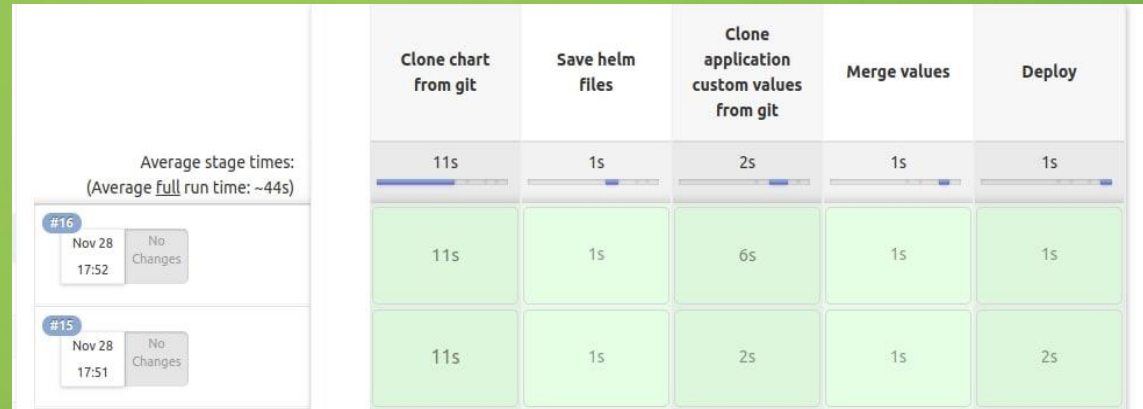 Clone chart
from git
Save helm
files
Clone
application
custom values
from git
Merge values
Deploy
Average stage times:
(Average full run time: ~44s)
11s
1s
2s
1s
1s
#16
Nov 28
17:52
No
Changes
11s
1s
6s
1s
1s
#15
Nov 28
17:51
No
Changes
11s
1s
2s
1s
2s